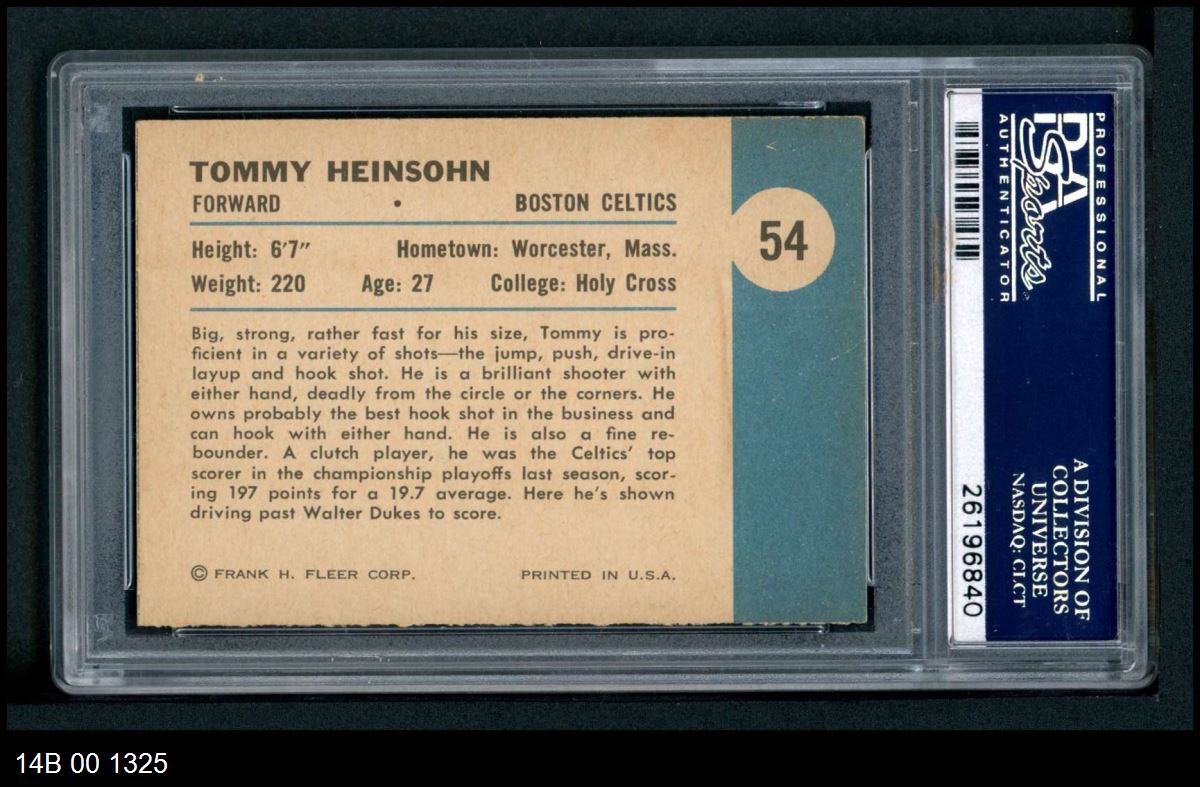 TOMMY HEINSOHN
FORWARD • BOSTON CELTICS
Height: 6'7" Hometown: Worcester, Mass.
Weight: 220 Age: 27 College: Holy Cross
Big, strong, rather fast for his size, Tommy is pro-
ficient in a variety of shots—the jump, push, drive-in
layup and hook shot. He is a brilliant shooter with
either hand, deadly from the circle or the corners. He
owns probably the best hook shot in the business and
can hook with either hand. He is also a fine re-
bounder. A clutch player, he was the Celtics' top
scorer in the championship playoffs last season, scor-
ing 197 points for a 19.7 average. Here he's shown
driving past Walter Dukes to score.
© FRANK H. FLEER CORP. PRINTED IN U.S.A.
54
PROFESSIONAL
PSA
Sports
AUTHENTICATOR
A DIVISION OF
COLLECTORS
UNIVERSE
NASDAQ: CLCT
26196840
14B 00 1325